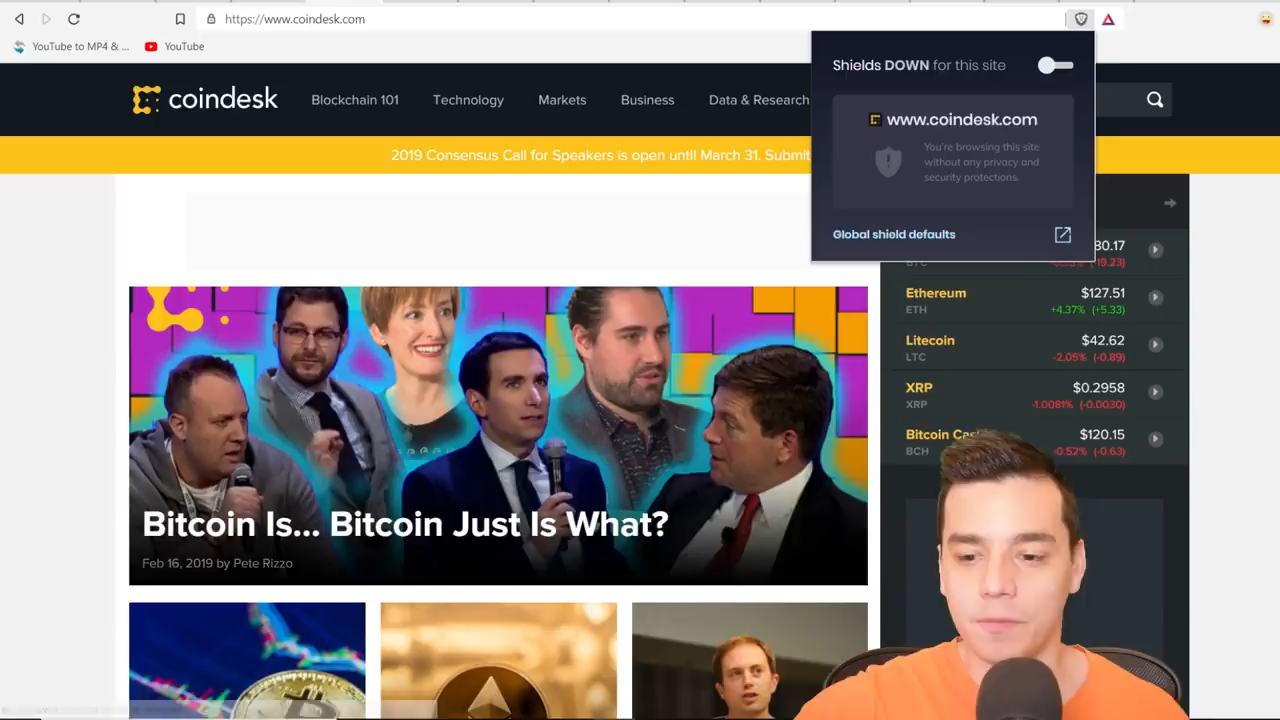 https://www.coindesk.com
YouTube to MP4 & ...
YouTube
Shields DOWN for this site
www.coindesk.com
You're browsing this site
without any privacy and
security protections.
Global shield defaults
coindesk
Blockchain 101
Technology
Markets
Business
Data & Research
2019 Consensus Call for Speakers is open until March 31. Submit
80.17
BTC
Ethereum
$127.51
ETH
+4.37% (+5.33)
Litecoin
$42.62
LTC
-2.05% (-0.89)
XRP
$0.2958
XRP
-1.0081% (-0.0030)
Bitcoin Cas
$120.15
BCH
-0.52% (-0.63)
Bitcoin Is... Bitcoin Just Is What?
Feb 16, 2019 by Pete Rizzo